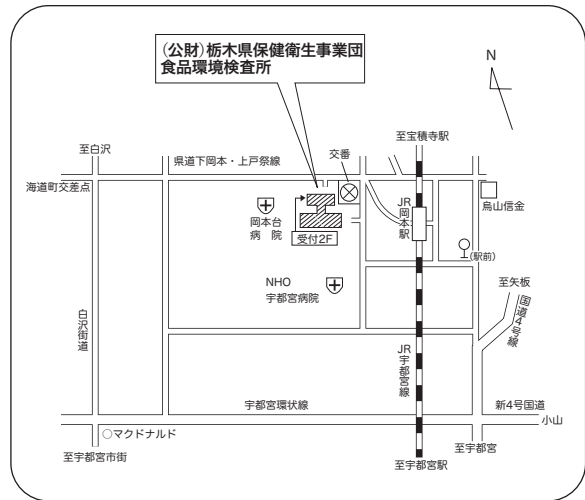 (公財)栃木県保健衛生事業団
食品環境検査所
N
至宝積寺駅
至白沢
県道下岡本・上戸祭線
交番
海道町交差点
岡本台
病院
受付2F
JR岡本駅
烏山信金
(駅前)
NHO
宇都宮病院
至矢板
国道4号線
白沢街道
JR宇都宮線
宇都宮環状線
新4号国道
小山
○マクドナルド
至宇都宮市街
至宇都宮駅
至宇都宮